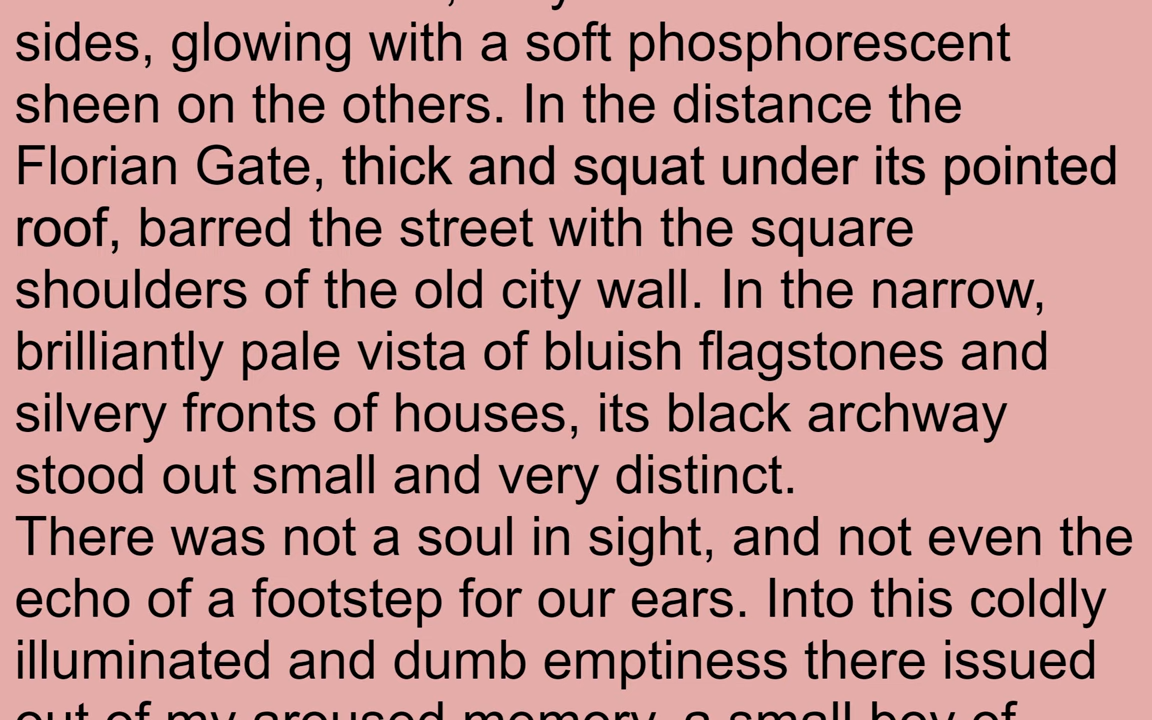 sides, glowing with a soft phosphorescent
sheen on the others. In the distance the
Florian Gate, thick and squat under its pointed
roof, barred the street with the square
shoulders of the old city wall. In the narrow,
brilliantly pale vista of bluish flagstones and
silvery fronts of houses, its black archway
stood out small and very distinct.
There was not a soul in sight, and not even the
echo of a footstep for our ears. Into this coldly
illuminated and dumb emptiness there issued
out of my aroused memory, a small boy of